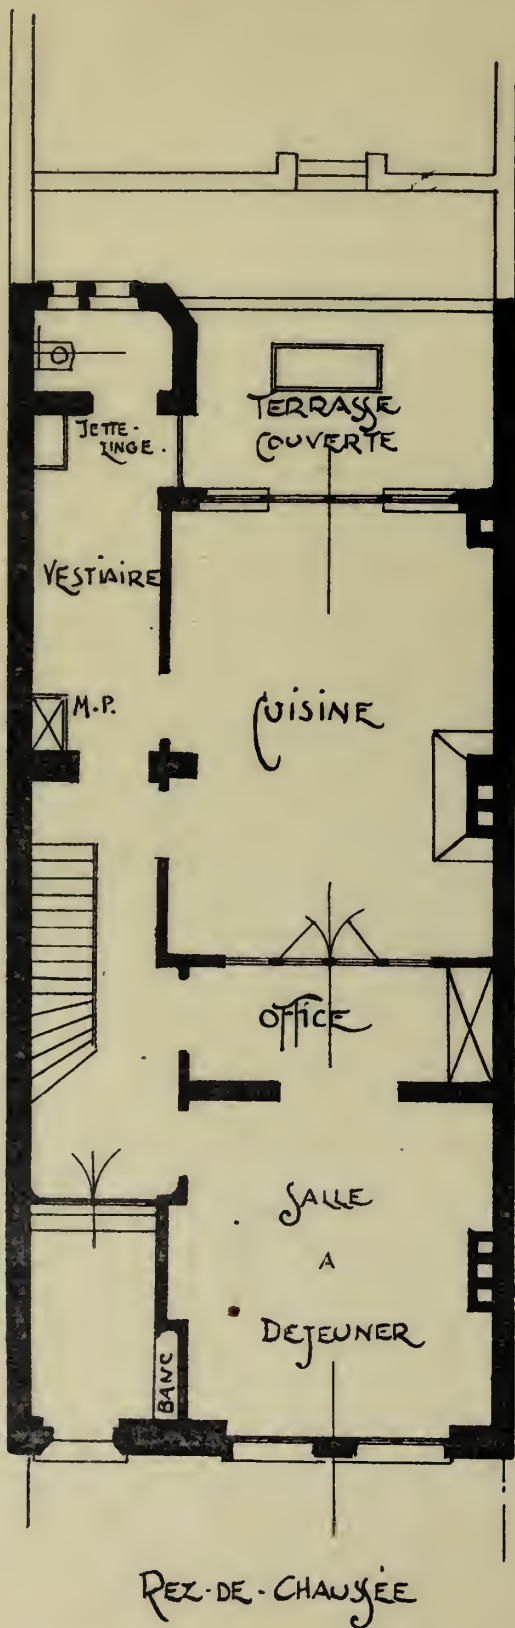 TERRASSE
COUVERTE
JETTE-
LINGE.
VESTIAIRE
M.P.
CUISINE
OFFICE
SALLE
A
DEJEUNER
BANC
REZ-DE-CHAUSSÉE